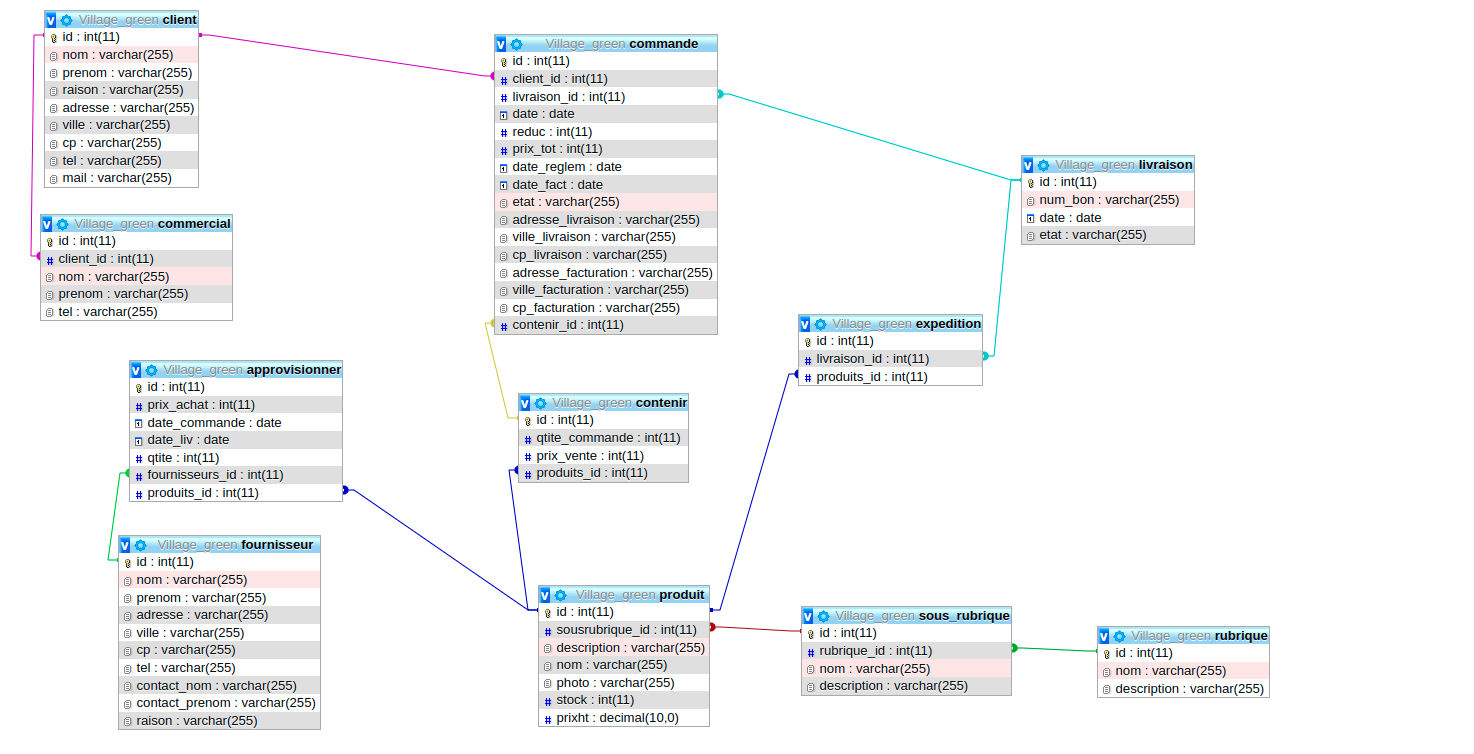 Village_green client
id : int(11)
nom : varchar(255)
prenom : varchar(255)
raison : varchar(255)
adresse : varchar(255)
ville : varchar(255)
cp : varchar(255)
tel : varchar(255)
mail : varchar(255)
Village_green commercial
id : int(11)
client_id : int(11)
nom : varchar(255)
prenom : varchar(255)
tel : varchar(255)
Village_green commande
id : int(11)
client_id : int(11)
livraison_id : int(11)
date : date
reduc : int(11)
prix_tot : int(11)
date_reglem : date
date_fact : date
etat : varchar(255)
adresse_livraison : varchar(255)
ville_livraison : varchar(255)
cp_livraison : varchar(255)
adresse_facturation : varchar(255)
ville_facturation : varchar(255)
cp_facturation : varchar(255)
contenir_id : int(11)
Village_green livraison
id : int(11)
num_bon : varchar(255)
date : date
etat : varchar(255)
Village_green expedition
id : int(11)
livraison_id : int(11)
produits_id : int(11)
Village_green approvisionner
id : int(11)
prix_achat : int(11)
date_commande : date
date_liv : date
qtite : int(11)
fournisseurs_id : int(11)
produits_id : int(11)
Village_green contenir
id : int(11)
qtite_commande : int(11)
prix_vente : int(11)
produits_id : int(11)
Village_green fournisseur
id : int(11)
nom : varchar(255)
prenom : varchar(255)
adresse : varchar(255)
ville : varchar(255)
cp : varchar(255)
tel : varchar(255)
contact_nom : varchar(255)
contact_prenom : varchar(255)
raison : varchar(255)
Village_green produit
id : int(11)
sousrubrique_id : int(11)
description : varchar(255)
nom : varchar(255)
photo : varchar(255)
stock : int(11)
prixht : decimal(10,0)
Village_green sous_rubrique
id : int(11)
rubrique_id : int(11)
nom : varchar(255)
description : varchar(255)
Village_green rubrique
id : int(11)
nom : varchar(255)
description : varchar(255)